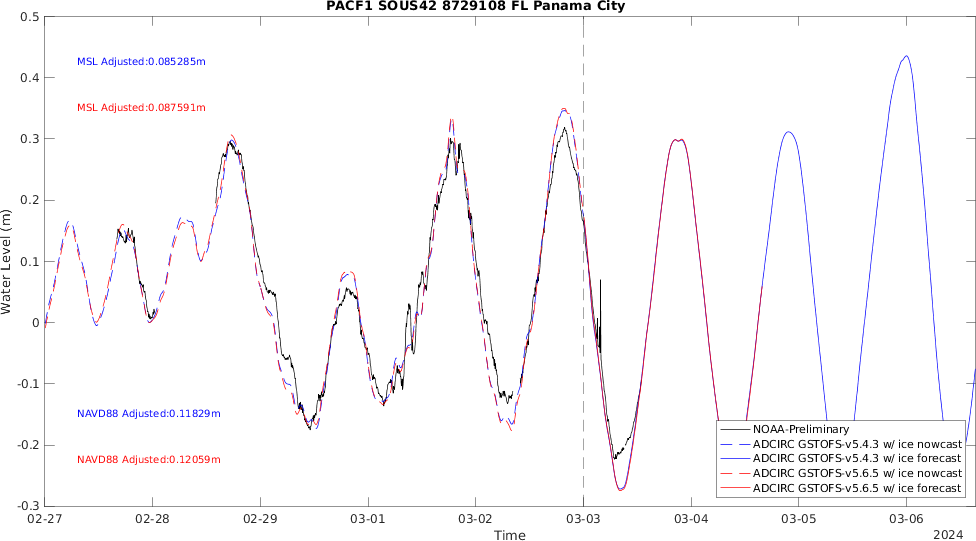 PACF1 SOUS42 8729108 FL Panama City
0.5
0.4
0.3
0.2
0.1
0
-0.1
-0.2
-0.3
Water Level (m)
MSL Adjusted:0.085285m
MSL Adjusted:0.087591m
NAVD88 Adjusted:0.11829m
NAVD88 Adjusted:0.12059m
NOAA-Preliminary
ADCIRC GSTOFS-v5.4.3 w/ ice nowcast
ADCIRC GSTOFS-v5.4.3 w/ ice forecast
ADCIRC GSTOFS-v5.6.5 w/ ice nowcast
ADCIRC GSTOFS-v5.6.5 w/ ice forecast
02-27 02-28 02-29 03-01 03-02 03-03 03-04 03-05 03-06
Time
2024